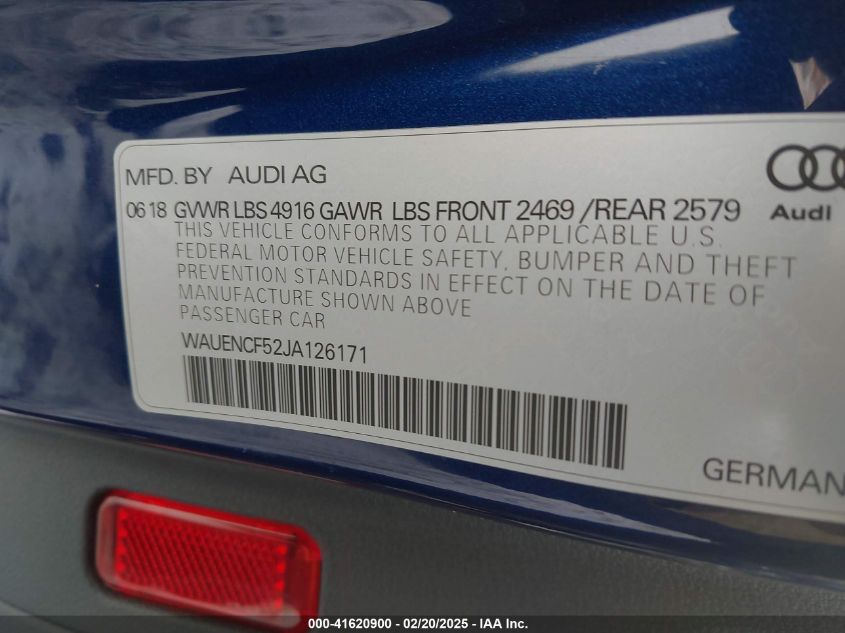 MFD. BY AUDI AG
06 18 GVWR LBS 4916 GAWR LBS FRONT 2469 /REAR 2579
THIS VEHICLE CONFORMS TO ALL APPLICABLE U.S.
FEDERAL MOTOR VEHICLE SAFETY, BUMPER AND THEFT
PREVENTION STANDARDS IN EFFECT ON THE DATE OF
MANUFACTURE SHOWN ABOVE
PASSENGER CAR
WAUENCF52JA126171
Audi
GERMAN
000-41620900 - 02/20/2025 - IAA Inc.